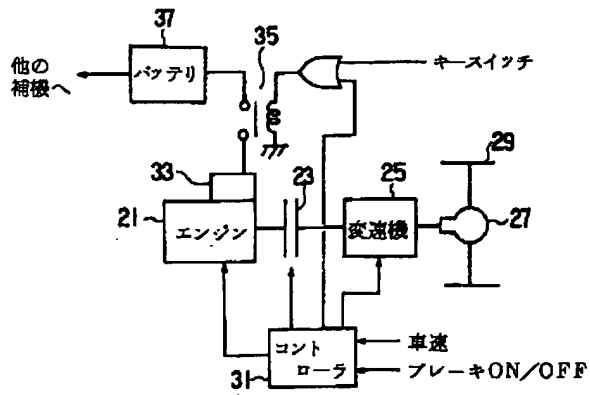 37
35
他の
補機へ
バッテリ
キースイッチ
33
23
25
29
21
エンジン
変速機
27
コント
ローラ
車速
31
ブレーキON/OFF